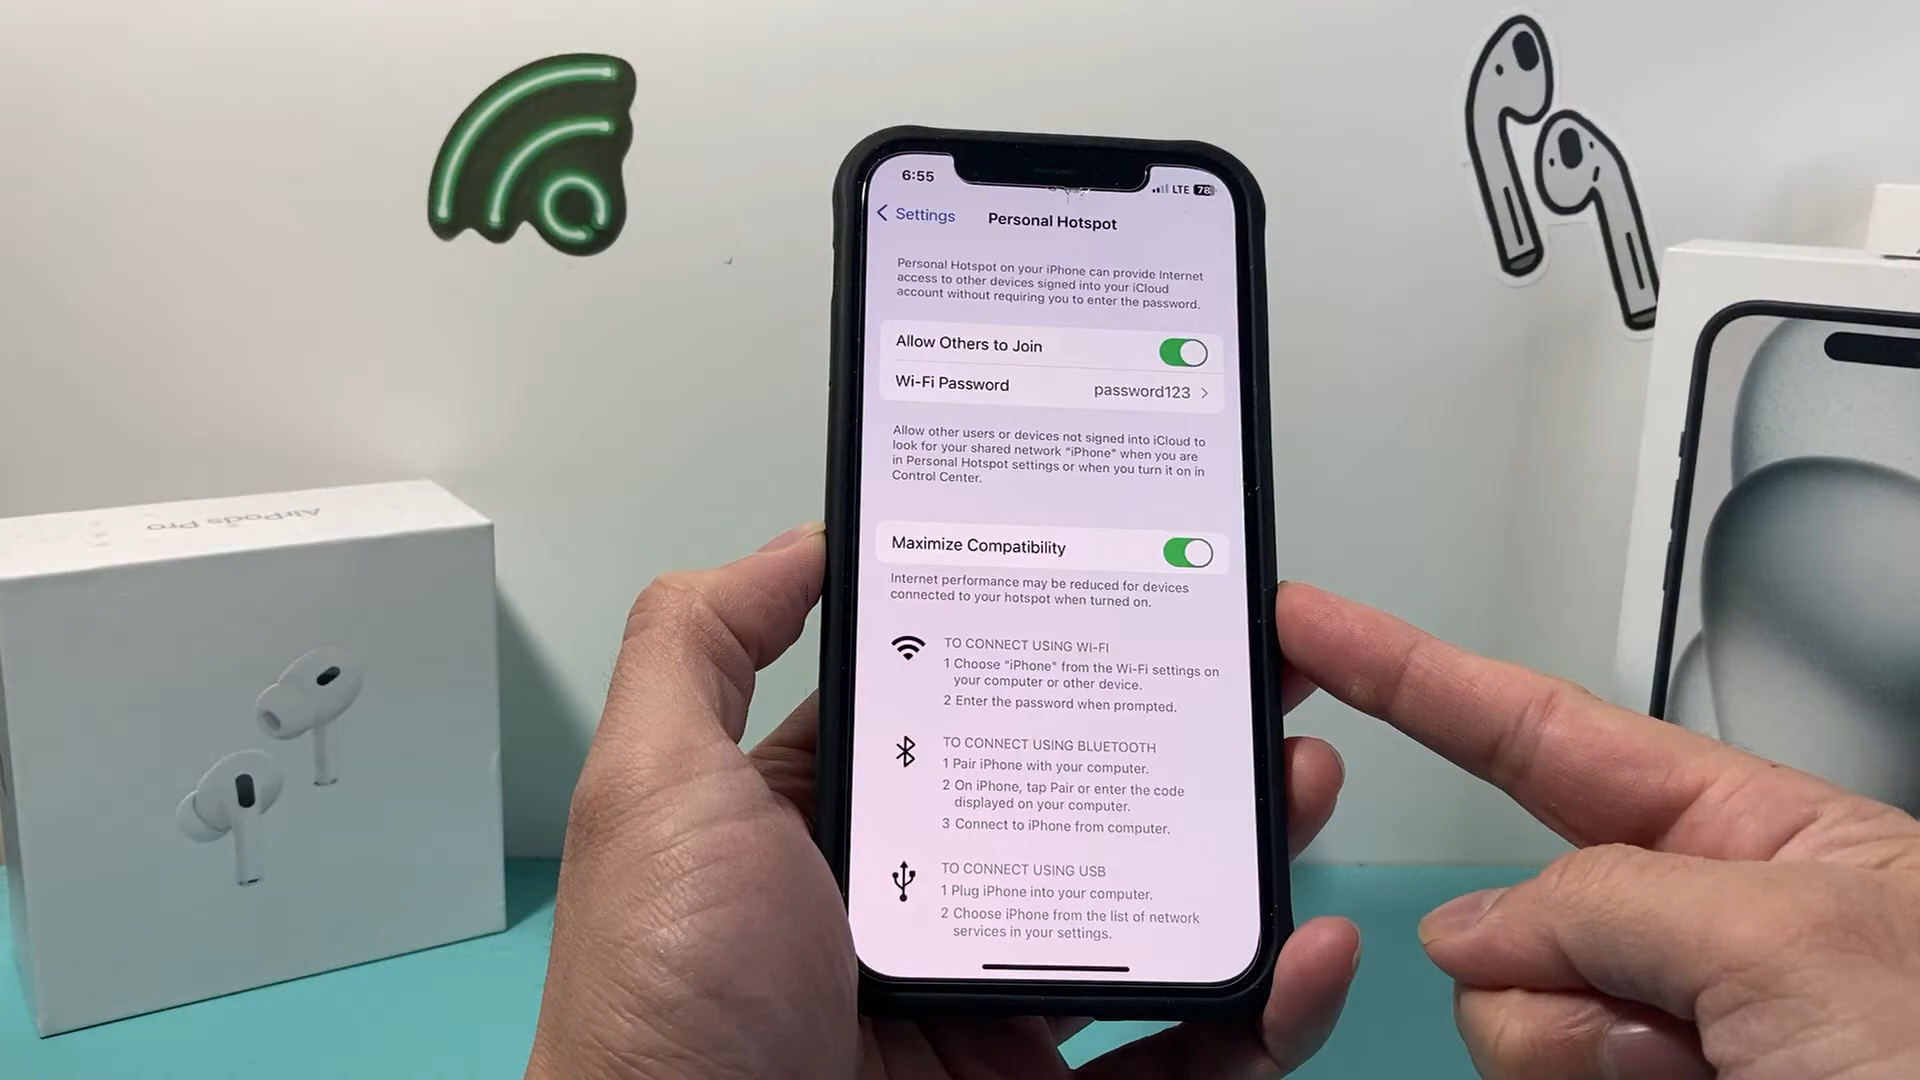 6:55
LTE 78
Settings
Personal Hotspot
Personal Hotspot on your iPhone can provide Internet
access to other devices signed into your iCloud
account without requiring you to enter the password.
Allow Others to Join
Wi-Fi Password password123
Allow other users or devices not signed into iCloud to
look for your shared network “iPhone” when you are
in Personal Hotspot settings or when you turn it on in
Control Center.
Maximize Compatibility
Internet performance may be reduced for devices
connected to your hotspot when turned on.
TO CONNECT USING WI-FI
1 Choose “iPhone” from the Wi-Fi settings on
your computer or other device.
2 Enter the password when prompted.
TO CONNECT USING BLUETOOTH
1 Pair iPhone with your computer.
2 On iPhone, tap Pair or enter the code
displayed on your computer.
3 Connect to iPhone from computer.
TO CONNECT USING USB
1 Plug iPhone into your computer.
2 Choose iPhone from the list of network
services in your settings.
AirPods Pro